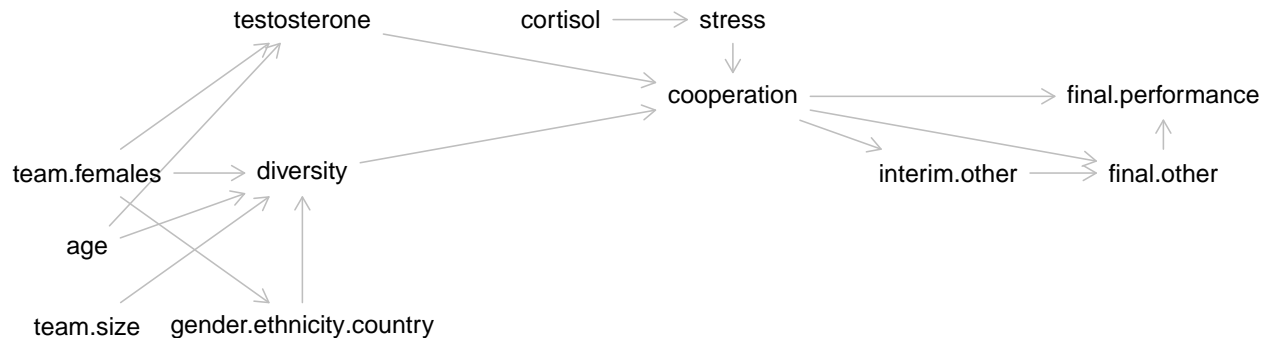 testosterone cortisol stress
cooperation final.performance
team.females diversity interim.other final.other
age
team.size gender.ethnicity.country